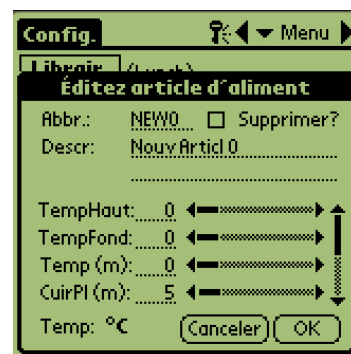 Config. Menu
Librair (Lunch)
Éditez article d'aliment
Abbr.: NEW0 Supprimer?
Descr: Nouv Articl 0
TempHaut: 0
TempFond: 0
Temp (m): 0
CuirPl (m): 5
Temp: °C Canceler OK